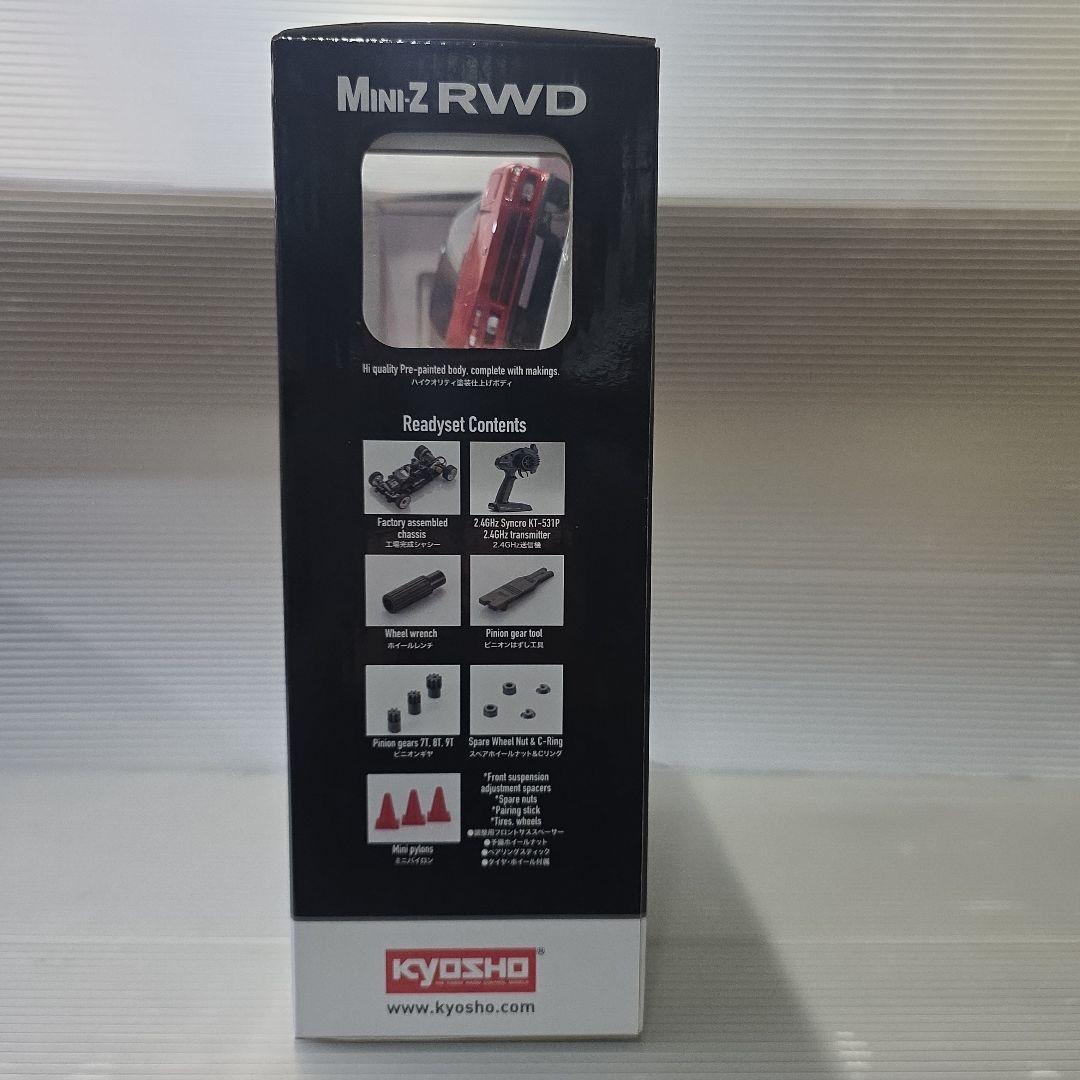 MINI-Z RWD
Hi quality Pre-painted body, complete with makings.
ハイクオリティ塗装仕上げボディ
Readyset Contents
Factory assembled
chassis
工場完成シャシー
2.4GHz Syncro KT-531P
2.4GHz transmitter
2.4GHz送信機
Wheel wrench
ホイールレンチ
Pinion gear tool
ピニオンはずし工具
Pinion gears 7T, 8T, 9T
ピニオンギヤ
Spare Wheel Nut & C-Ring
スペアホイールナット&Cリング
Mini pylons
ミニパイロン
*Front suspension
adjustment spacers
*Spare nuts
*Pairing stick
*Tires, wheels
●調整用フロントサススペーサー
●予備ホイールナット
●ペアリングスティック
●タイヤ・ホイール付属
KYOSHO®
THE FINEST RADIO CONTROL MODELS
www.kyosho.com